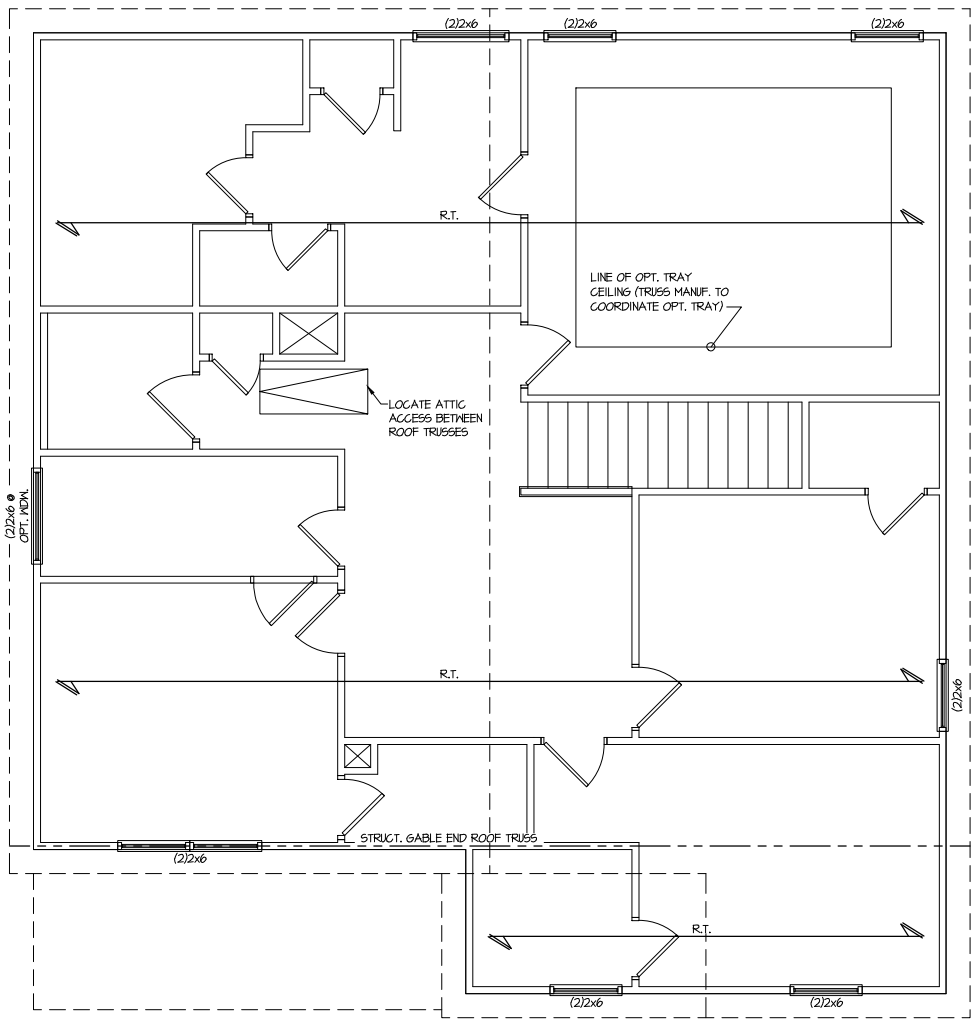 (2)2x6
(2)2x6
(2)2x6
R.T.
LINE OF OPT. TRAY
CEILING (TRUSS MANUF. TO
COORDINATE OPT. TRAY)
LOCATE ATTIC
ACCESS BETWEEN
ROOF TRUSSES
(2)2x6 @
OPT. WDW.
R.T.
(2)2x6
STRUCT. GABLE END ROOF TRUSS
(2)2x6
R.T.
(2)2x6
(2)2x6